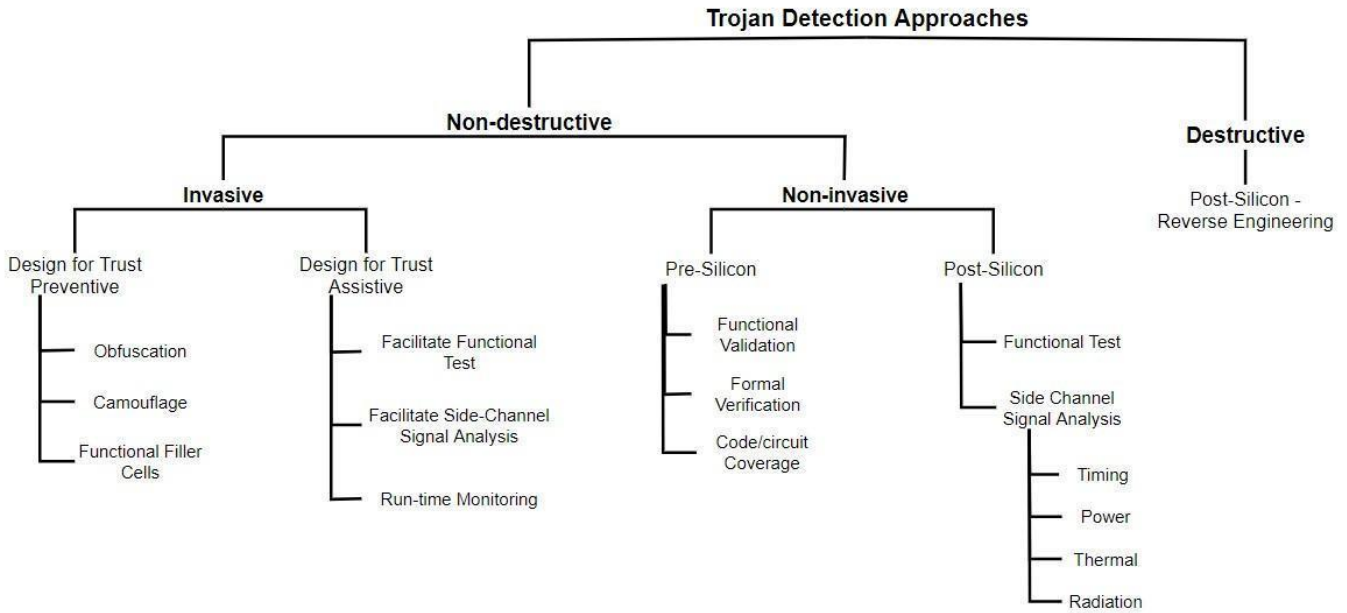 Trojan Detection Approaches
Non-destructive
Destructive
Invasive
Non-invasive
Post-Silicon -
Reverse Engineering
Design for Trust
Preventive
Design for Trust
Assistive
Pre-Silicon
Post-Silicon
Obfuscation
Camouflage
Functional Filler
Cells
Facilitate Functional
Test
Facilitate Side-Channel
Signal Analysis
Run-time Monitoring
Functional
Validation
Formal
Verification
Code/circuit
Coverage
Functional Test
Side Channel
Signal Analysis
Timing
Power
Thermal
Radiation